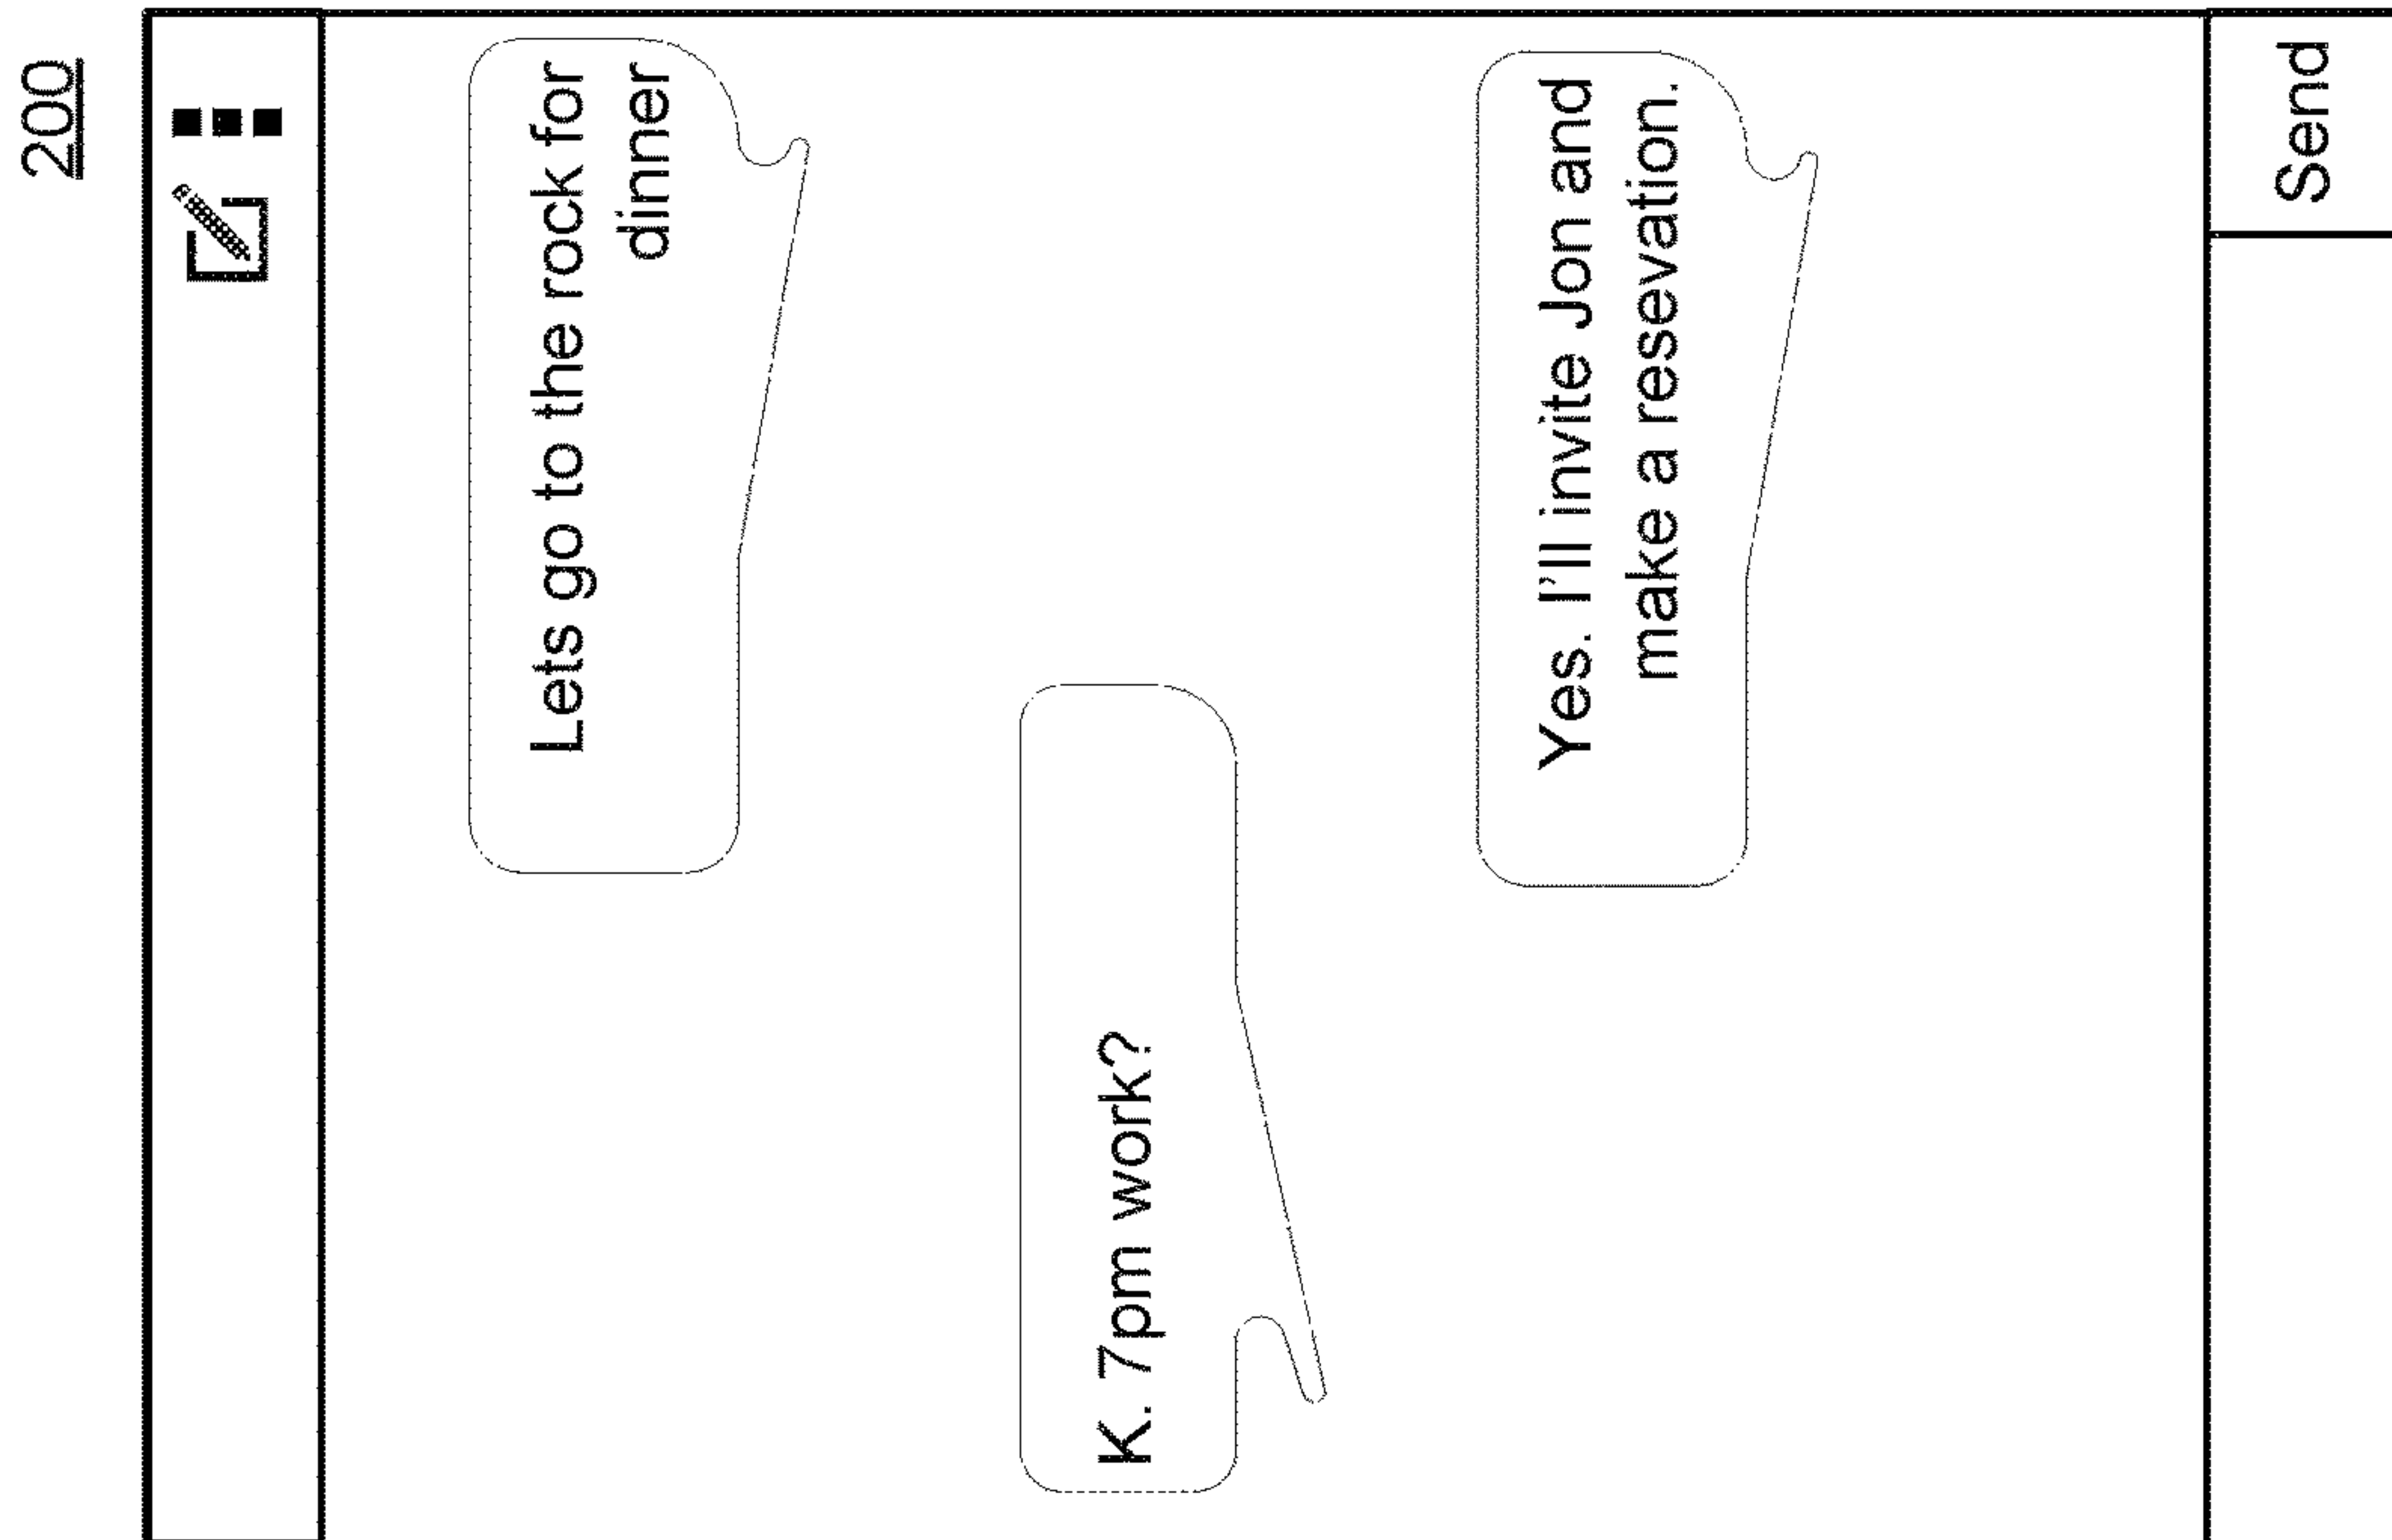 200
Lets go to the rock for
dinner
K. 7pm work?
Yes. I'll invite Jon and
make a resevation.
Send